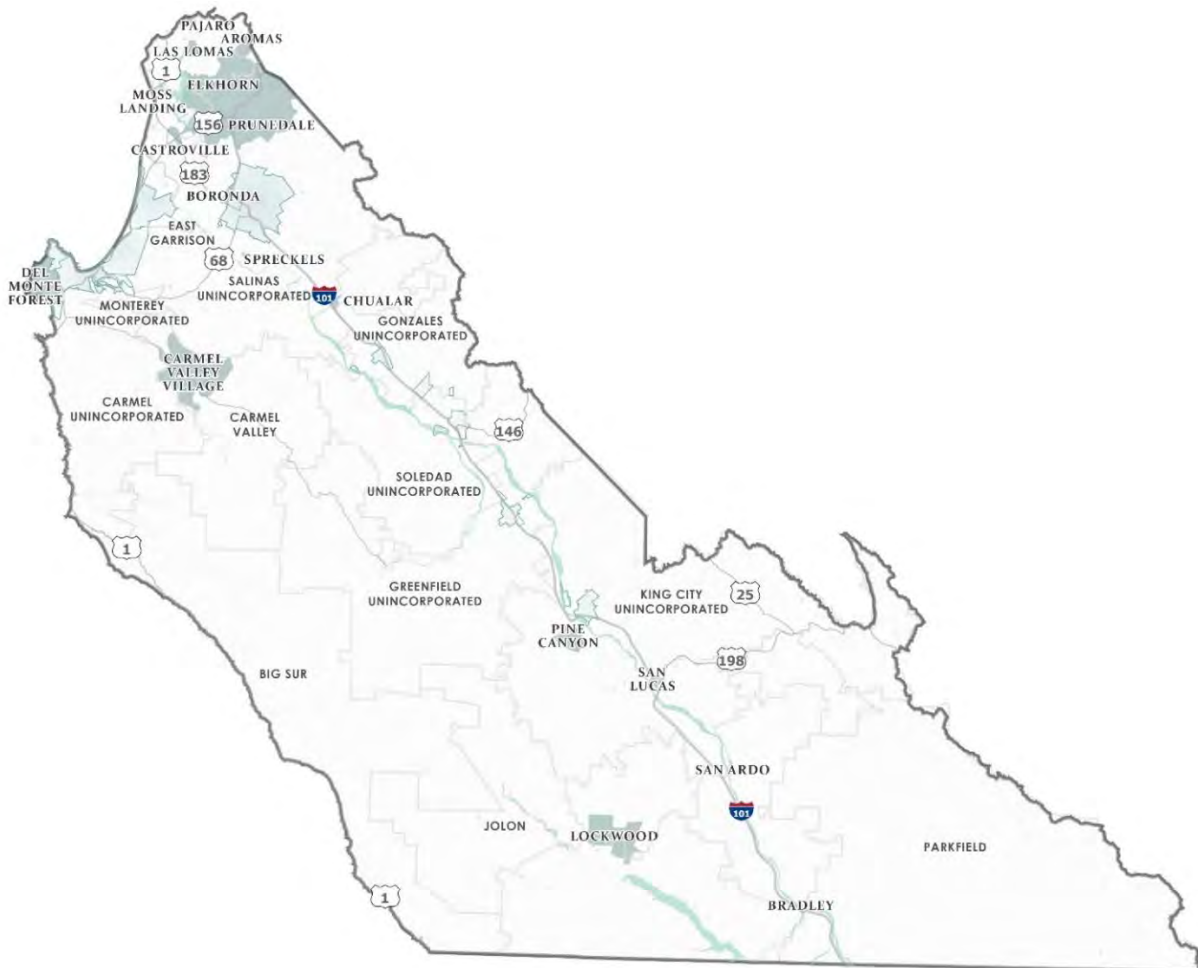 PAJARO
AROMAS
LAS LOMAS
1
ELKHORN
MOSS
LANDING
156
PRUNEDALE
CASTROVILLE
183
BORONDA
EAST
GARRISON
68
SPRECKELS
DEL
MONTE
FOREST
SALINAS
UNINCORPORATED
101
CHUALAR
MONTEREY
UNINCORPORATED
GONZALES
UNINCORPORATED
CARMEL
VALLEY
VILLAGE
CARMEL
UNINCORPORATED
CARMEL
VALLEY
146
SOLEDAD
UNINCORPORATED
1
GREENFIELD
UNINCORPORATED
KING CITY
UNINCORPORATED
25
PINE
CANYON
198
BIG SUR
SAN
LUCAS
SAN ARDO
101
JOLON
LOCKWOOD
PARKFIELD
1
BRADLEY